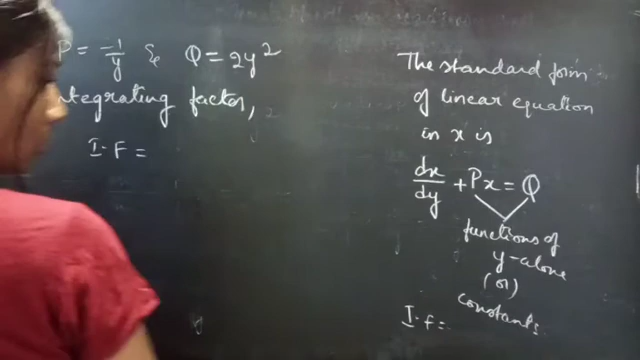 P = -1/y & Q = 2y²
ntegrating factor,
I.F =
The standard form
of linear equation
in x is
dx/dy + Px = Q
functions of
y-alone
(or)
constants.
I.F=